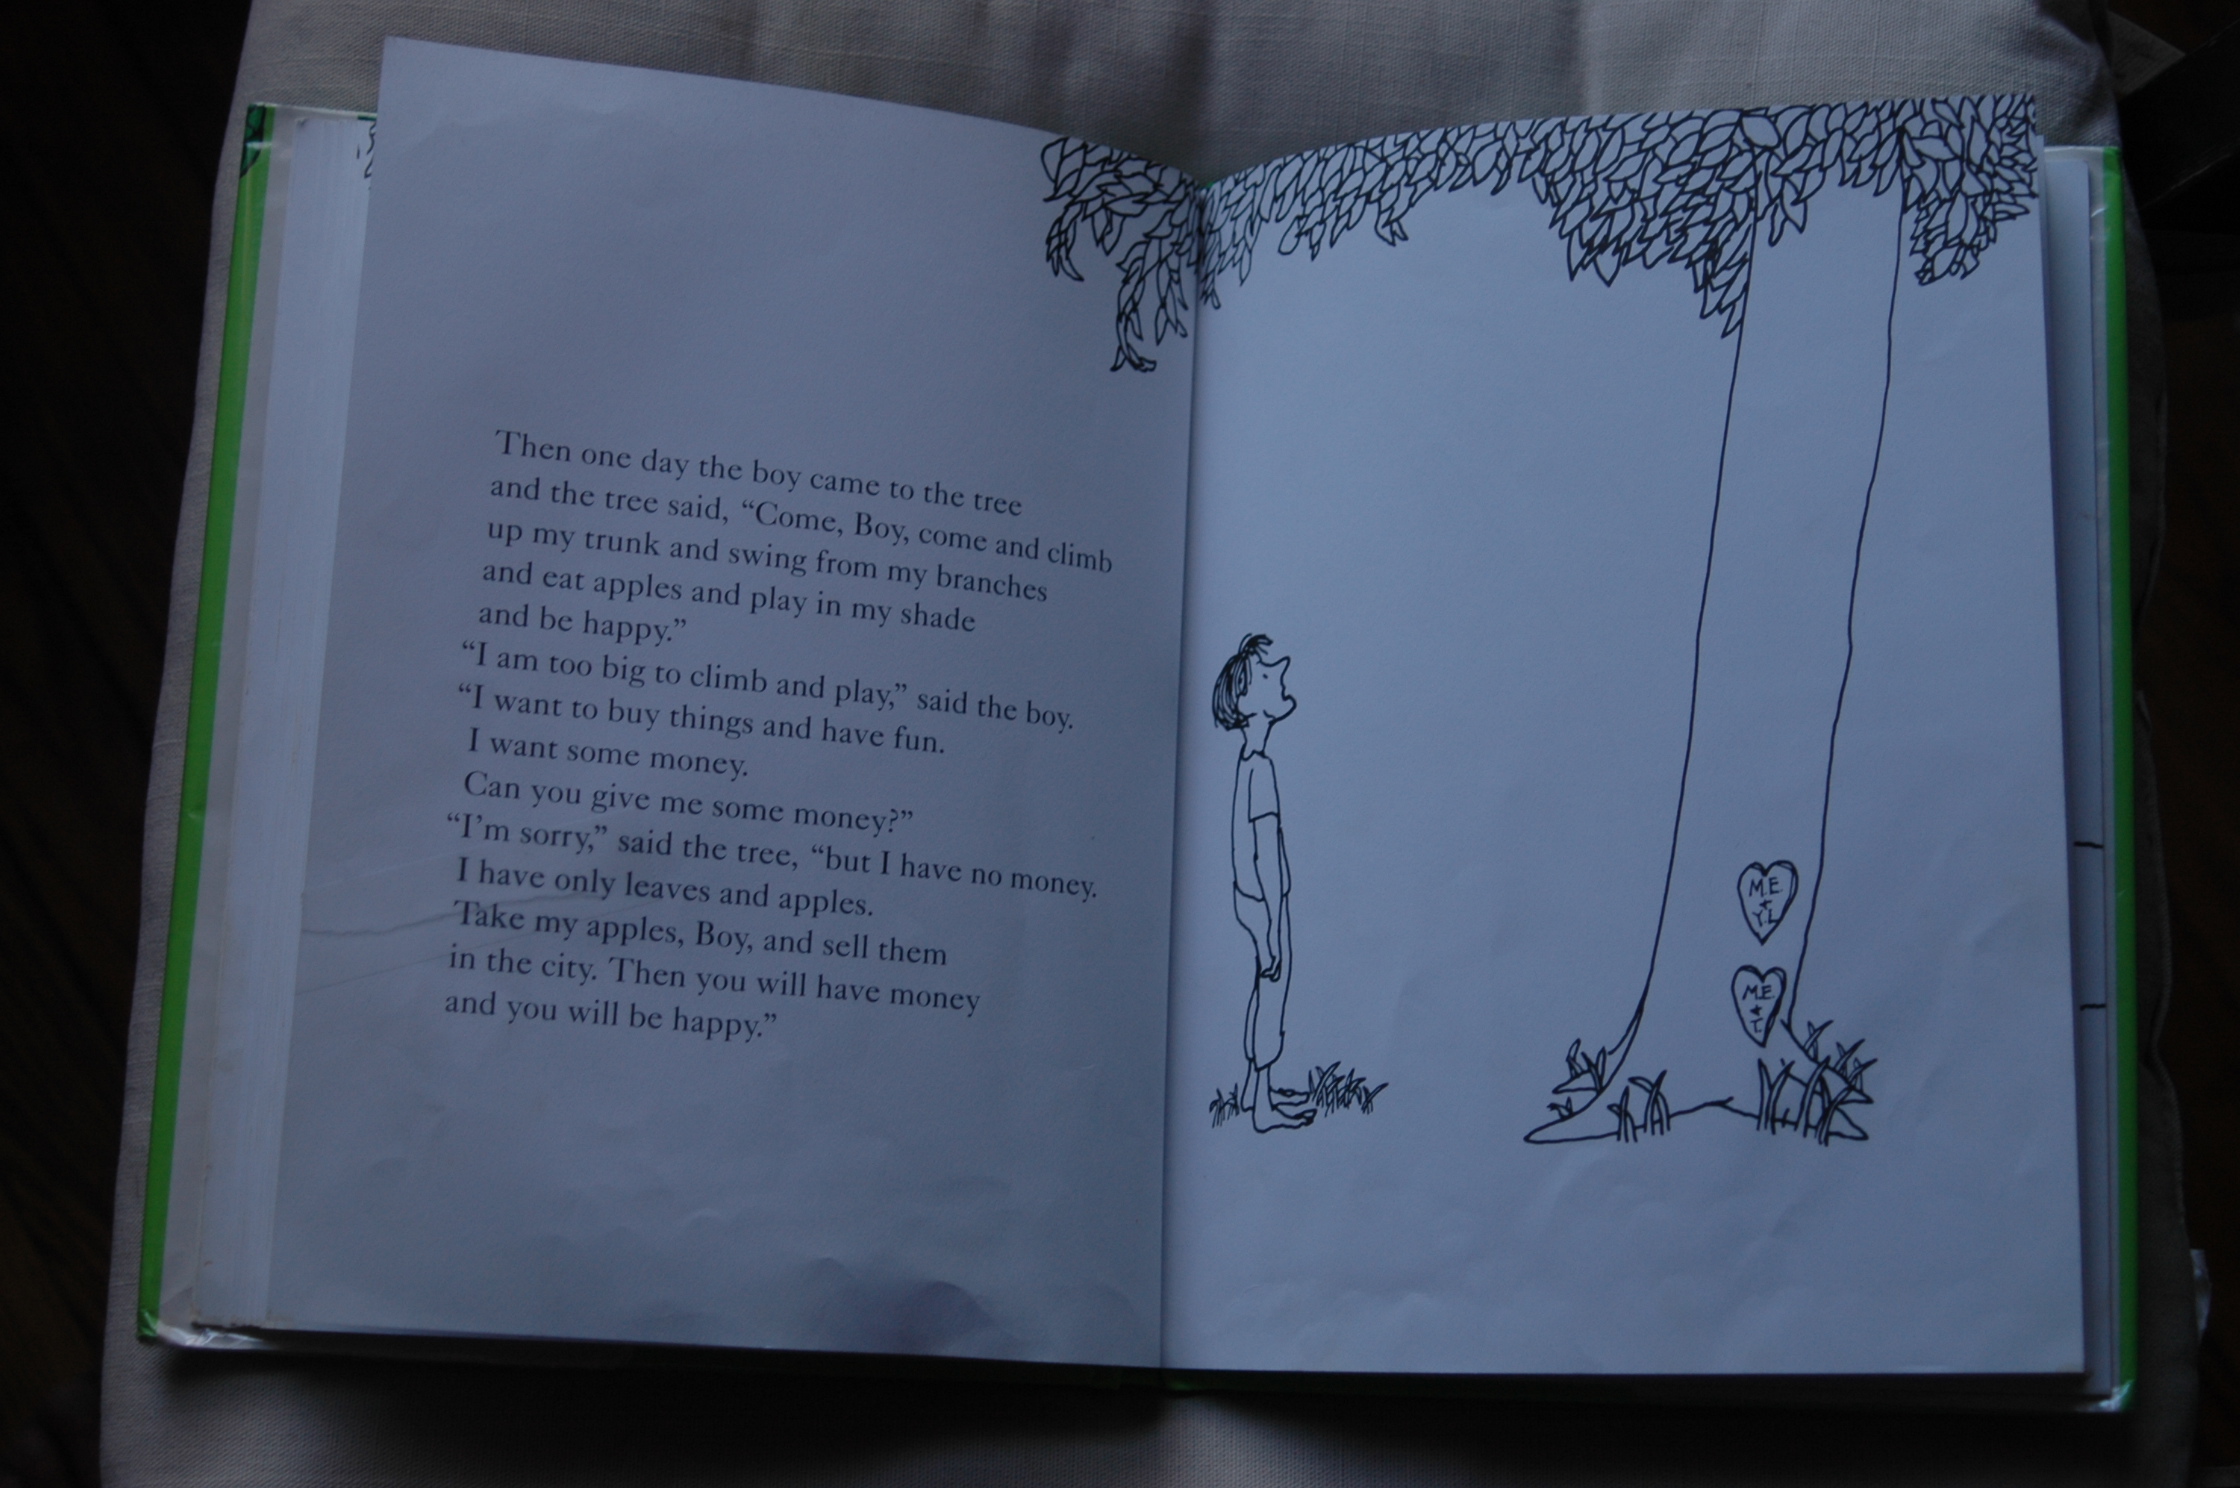 Then one day the boy came to the tree
and the tree said, “Come, Boy, come and climb
up my trunk and swing from my branches
and eat apples and play in my shade
and be happy.”
“I am too big to climb and play,” said the boy.
“I want to buy things and have fun.
I want some money.
Can you give me some money?”
“I’m sorry,” said the tree, “but I have no money.
I have only leaves and apples.
Take my apples, Boy, and sell them
in the city. Then you will have money
and you will be happy.”
M.E.
+
Y.L.
M.E.
+
T.